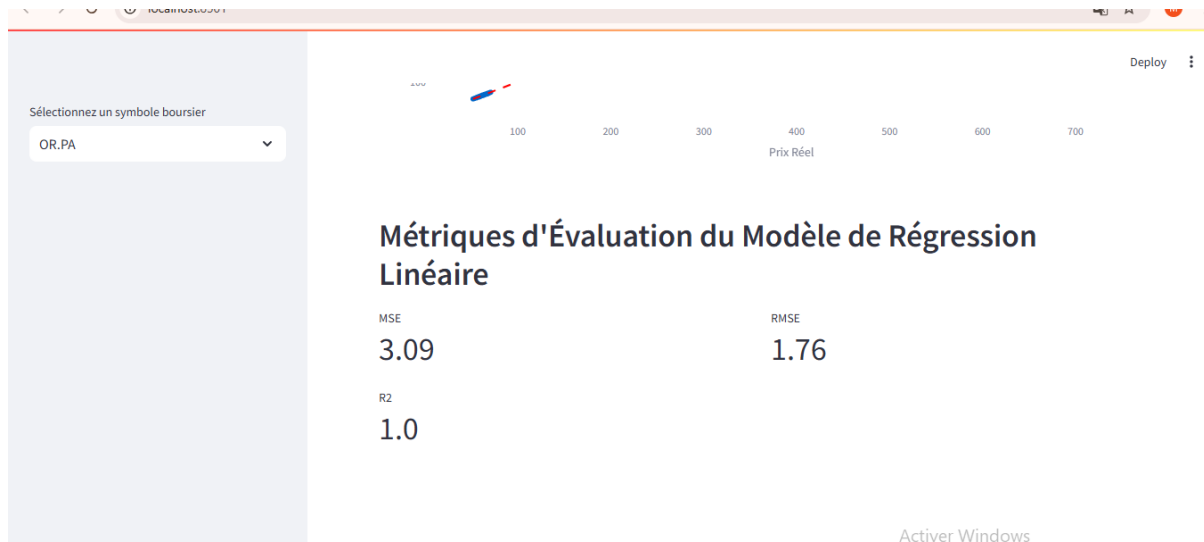 Deploy
Sélectionnez un symbole boursier
OR.PA
100 200 300 400 500 600 700
Prix Réel
Métriques d'Évaluation du Modèle de Régression
Linéaire
MSE
3.09
RMSE
1.76
R2
1.0
Activer Windows